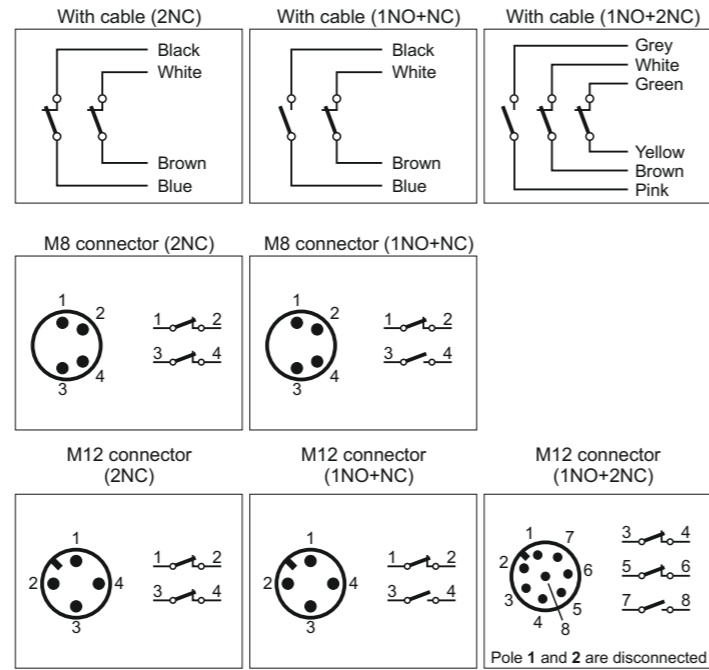 With cable (2NC)
Black
White
Brown
Blue
With cable (1NO+NC)
Black
White
Brown
Blue
With cable (1NO+2NC)
Grey
White
Green
Yellow
Brown
Pink
M8 connector (2NC)
1
2
4
3
1 2
3 4
M8 connector (1NO+NC)
1
2
4
3
1 2
3 4
M12 connector
(2NC)
1
2 4
3
1 2
3 4
M12 connector
(1NO+NC)
1
2 4
3
1 2
3 4
M12 connector
(1NO+2NC)
1 7
2 6
3 5
4 8
3 4
5 6
7 8
Pole 1 and 2 are disconnected